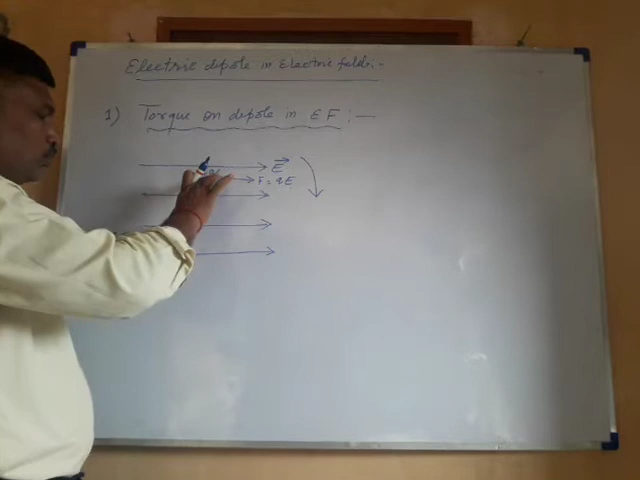 Electric dipole in Electric fields:-
1) Torque on dipole in EF:—
E
F = qE